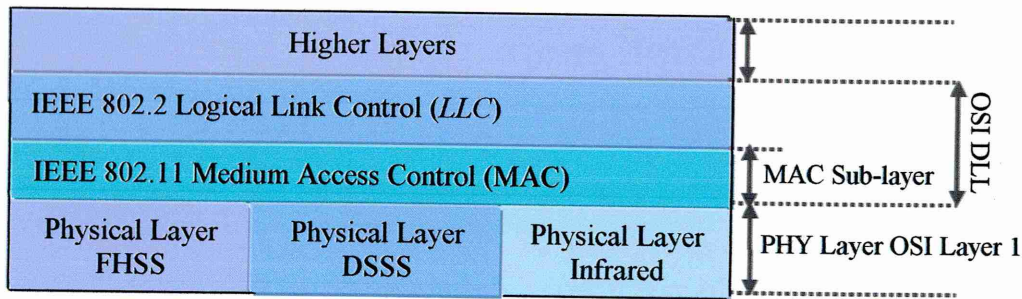 Higher Layers
IEEE 802.2 Logical Link Control (LLC)
IEEE 802.11 Medium Access Control (MAC)
MAC Sub-layer
OSI DLL
Physical Layer
FHSS
Physical Layer
DSSS
Physical Layer
Infrared
PHY Layer OSI Layer 1